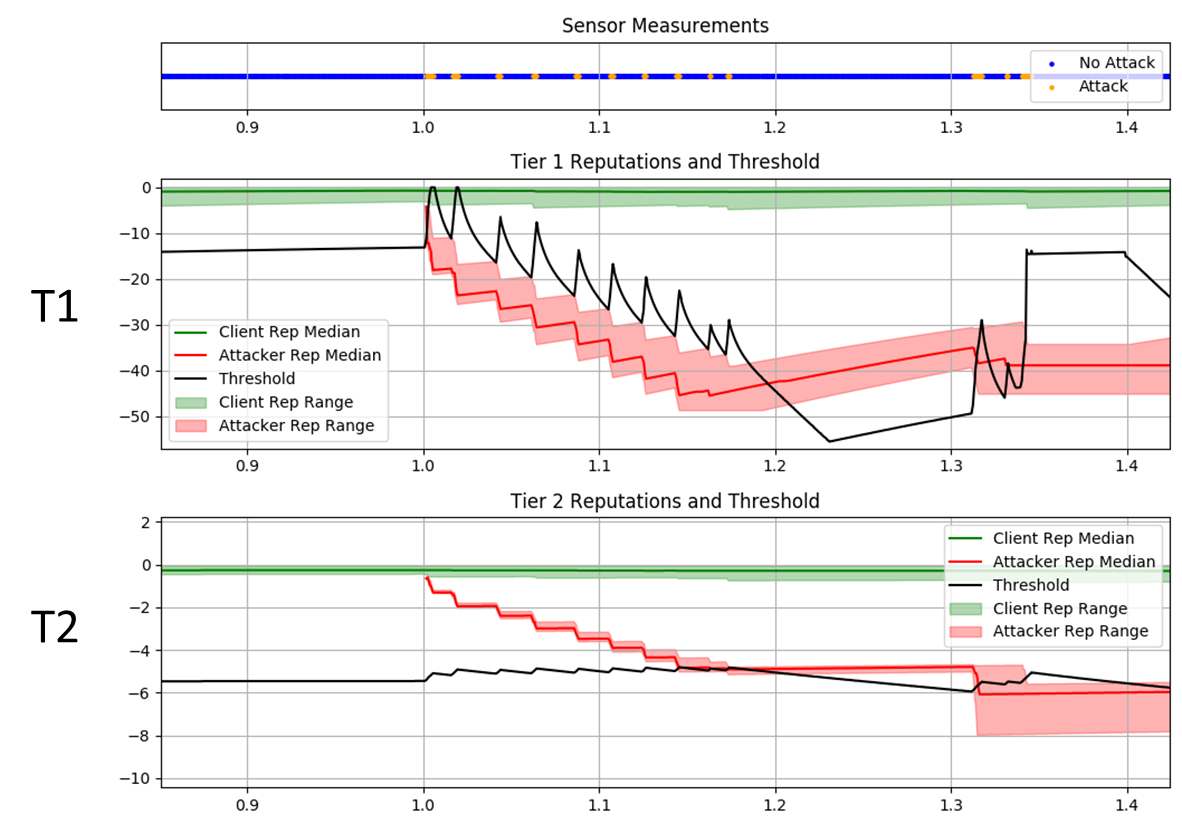 Sensor Measurements
No Attack
Attack
0.9 1.0 1.1 1.2 1.3 1.4
Tier 1 Reputations and Threshold
T1
0
−10
−20
−30
−40
−50
Client Rep Median
Attacker Rep Median
Threshold
Client Rep Range
Attacker Rep Range
0.9 1.0 1.1 1.2 1.3 1.4
Tier 2 Reputations and Threshold
T2
2
0
−2
−4
−6
−8
−10
Client Rep Median
Attacker Rep Median
Threshold
Client Rep Range
Attacker Rep Range
0.9 1.0 1.1 1.2 1.3 1.4